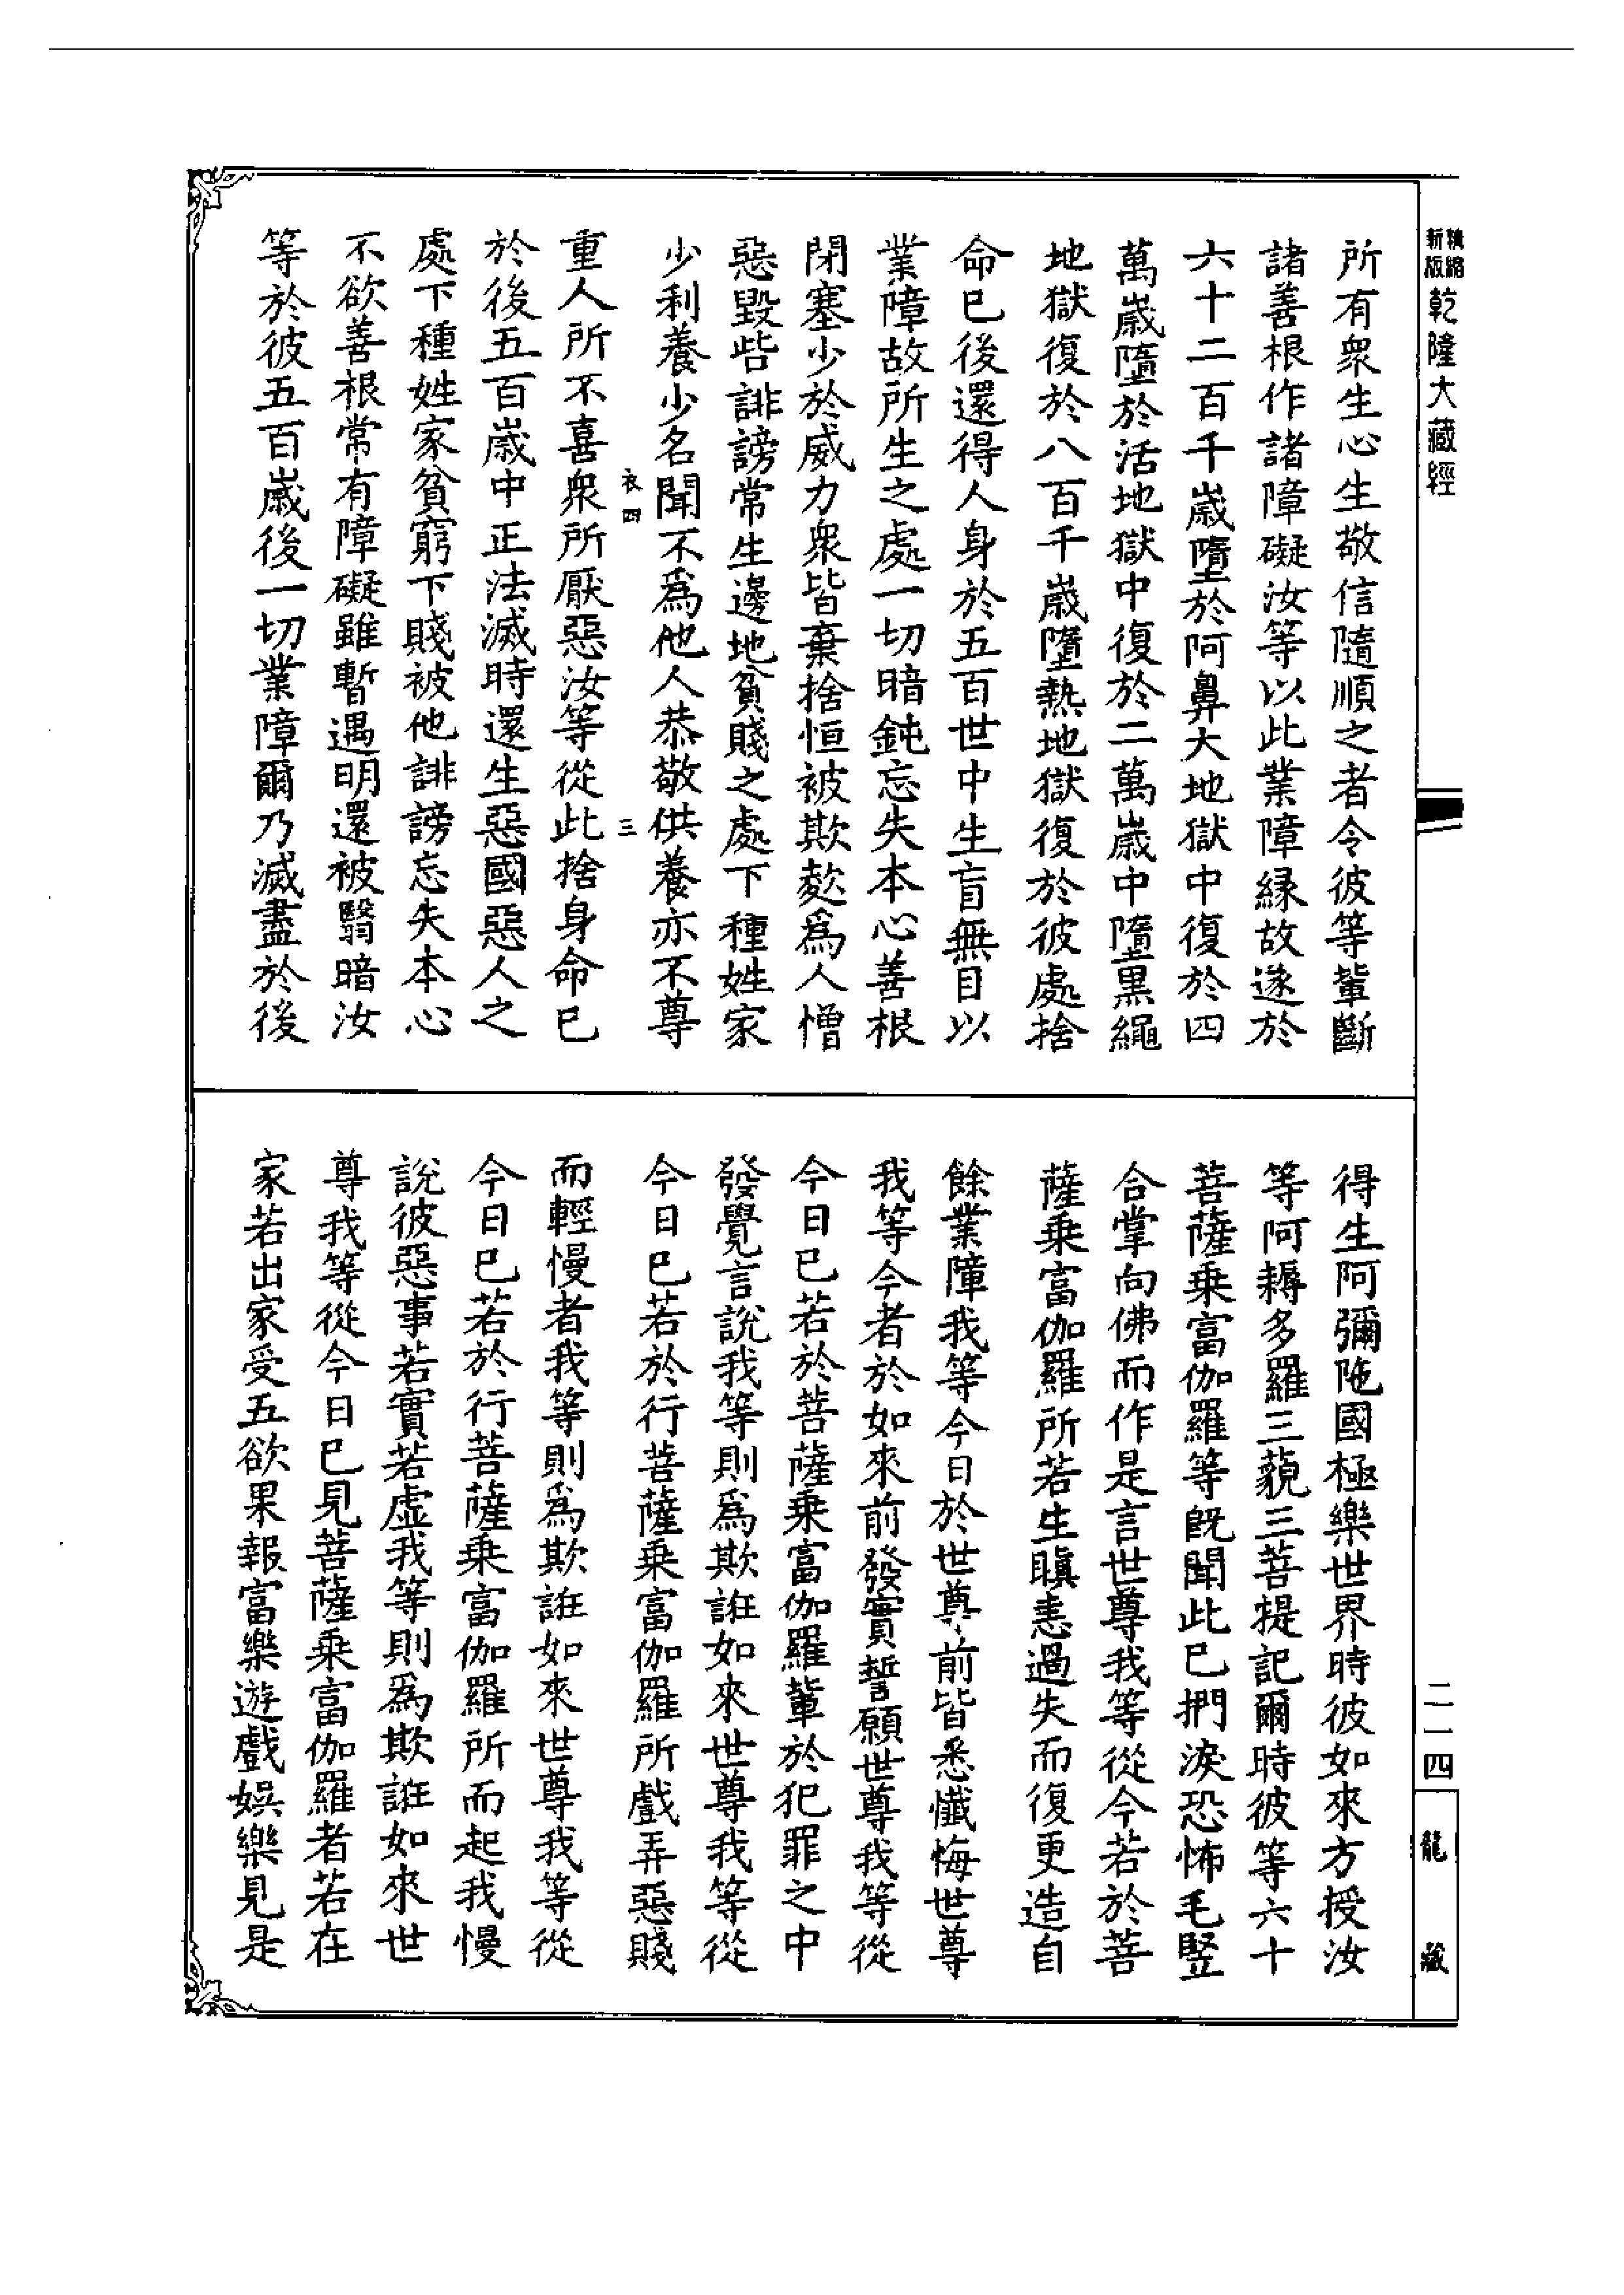 新版
精縮
乾隆大藏經
所有衆生心生敬信隨順之者令彼等輩斷
諸善根作諸障礙汝等以此業障緣故遂於
六十二百千歲墮於阿鼻大地獄中復於四
萬歲墮於活地獄中復於二萬歲中墮黑繩
地獄復於八百千歲墮熱地獄復於彼處捨
命已後還得人身於五百世中生盲無目以
業障故所生之處一切暗鈍忘失本心善根
閉塞少於威力衆皆棄捨恒被欺欻爲人憎
惡毀呰誹謗常生邊地貧賤之處下種姓家
少利養少名聞不爲他人恭敬供養亦不尊
衣四
三
重人所不喜衆所厭惡汝等從此捨身命已
於後五百歲中正法滅時還生惡國惡人之
處下種姓家貧窮下賤被他誹謗忘失本心
不欲善根常有障礙雖暫遇明還被翳暗汝
等於彼五百歲後一切業障爾乃滅盡於後
得生阿彌陁國極樂世界時彼如來方授汝
等阿耨多羅三藐三菩提記爾時彼等六十
菩薩乘富伽羅等旣聞此已捫淚恐怖毛竪
合掌向佛而作是言世尊我等從今若於菩
薩乘富伽羅所若生瞋恚過失而復更造自
餘業障我等今日於世尊前皆悉懺悔世尊
我等今者於如來前發實誓願世尊我等從
今日已若於菩薩乘富伽羅輩於犯罪之中
發覺言說我等則爲欺誑如來世尊我等從
今日已若於行菩薩乘富伽羅所戲弄惡賤
而輕慢者我等則爲欺誑如來世尊我等從
今日已若於行菩薩乘富伽羅所而起我慢
說彼惡事若實若虛我等則爲欺誑如來世
尊我等從今日已見菩薩乘富伽羅者若在
家若出家受五欲果報富樂遊戲娛樂見是
二一四
龍藏